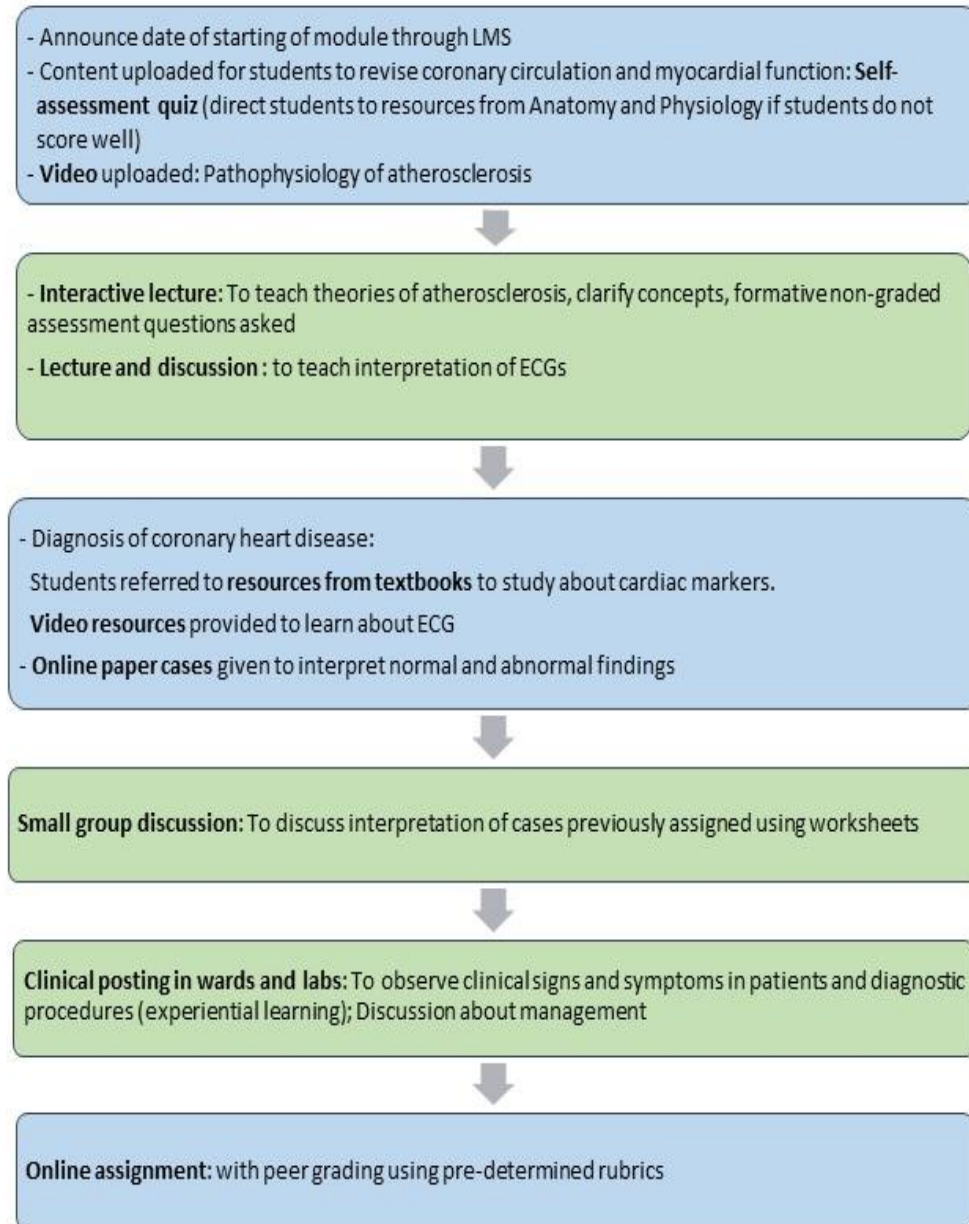 - Announce date of starting of module through LMS
- Content uploaded for students to revise coronary circulation and myocardial function: Self-
assessment quiz (direct students to resources from Anatomy and Physiology if students do not
score well)
- Video uploaded: Pathophysiology of atherosclerosis
- Interactive lecture: To teach theories of atherosclerosis, clarify concepts, formative non-graded
assessment questions asked
- Lecture and discussion : to teach interpretation of ECGs
- Diagnosis of coronary heart disease:
Students referred to resources from textbooks to study about cardiac markers.
Video resources provided to learn about ECG
- Online paper cases given to interpret normal and abnormal findings
Small group discussion: To discuss interpretation of cases previously assigned using worksheets
Clinical posting in wards and labs: To observe clinical signs and symptoms in patients and diagnostic
procedures (experiential learning); Discussion about management
Online assignment: with peer grading using pre-determined rubrics